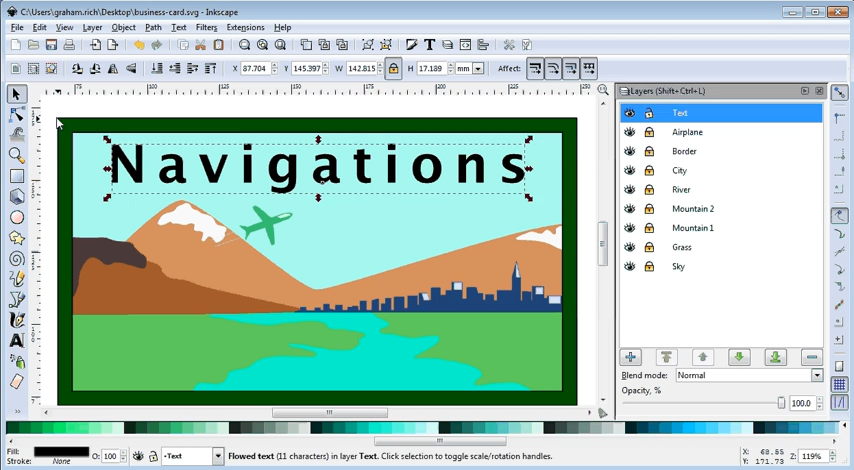 C:\Users\graham.rich\Desktop\business-card.svg - Inkscape
File Edit View Layer Object Path Text Filters Extensions Help
X 87.704 Y 145.397 W 142.815 H 17.189 mm Affect:
Layers (Shift+Ctrl+L)
Text
Airplane
Border
City
River
Mountain 2
Mountain 1
Grass
Sky
Navigations
Blend mode: Normal
Opacity, %
100.0
Fill:
Stroke: None
O: 100
•Text
Flowed text (11 characters) in layer Text. Click selection to toggle scale/rotation handles.
X: 68.55
Y: 171.73
Z: 119%